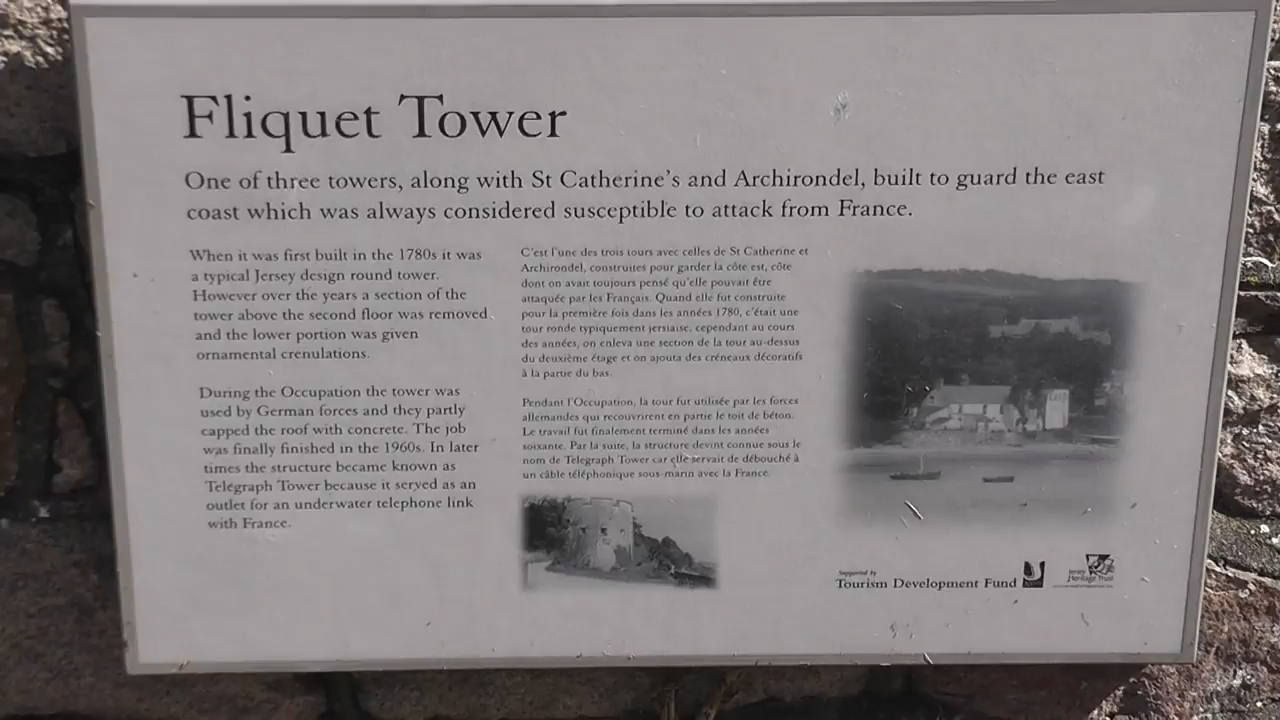 Fliquet Tower
One of three towers, along with St Catherine's and Archirondel, built to guard the east
coast which was always considered susceptible to attack from France.
When it was first built in the 1780s it was
a typical Jersey design round tower.
However over the years a section of the
tower above the second floor was removed
and the lower portion was given
ornamental crenulations.
During the Occupation the tower was
used by German forces and they partly
capped the roof with concrete. The job
was finally finished in the 1960s. In later
times the structure became known as
Telegraph Tower because it served as an
outlet for an underwater telephone link
with France.
C'est l'une des trois tours avec celles de St Catherine et
Archirondel, construites pour garder la côte est, côte
dont on avait toujours pensé qu'elle pouvait être
attaquée par les Français. Quand elle fut construite
pour la première fois dans les années 1780, c'était une
tour ronde typiquement jersiaise, cependant au cours
des années, on enleva une section de la tour au-dessus
du deuxième étage et on ajouta des créneaux décoratifs
à la partie du bas.
Pendant l'Occupation, la tour fut utilisée par les forces
allemandes qui recouvrirent en partie le toit de béton.
Le travail fut finalement terminé dans les années
soixante. Par la suite, la structure devint connue sous le
nom de Telegraph Tower car elle servait de débouché à
un câble téléphonique sous-marin avec la France.
Supported by
Tourism Development Fund
Jersey
Heritage Trust